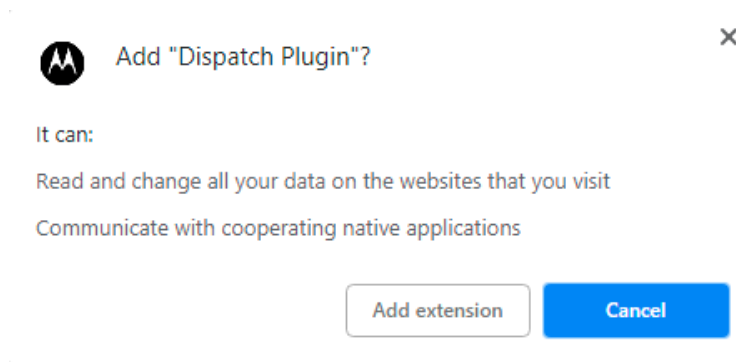 Add "Dispatch Plugin"?
It can:
Read and change all your data on the websites that you visit
Communicate with cooperating native applications
Add extension
Cancel